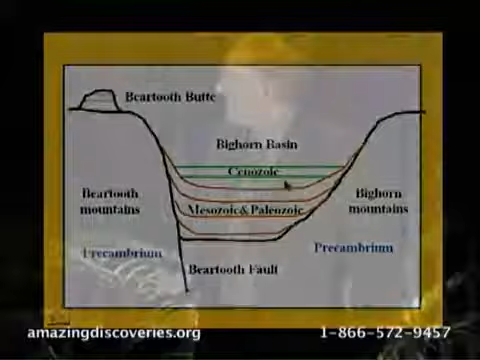 Beartooth Butte
Bighorn Basin
Cenozoic
Beartooth
mountains
Bighorn
mountains
Mesozoic&Paleozoic
Precambrium
Precambrium
Beartooth Fault
amazingdiscoveries.org
1-866-572-9457